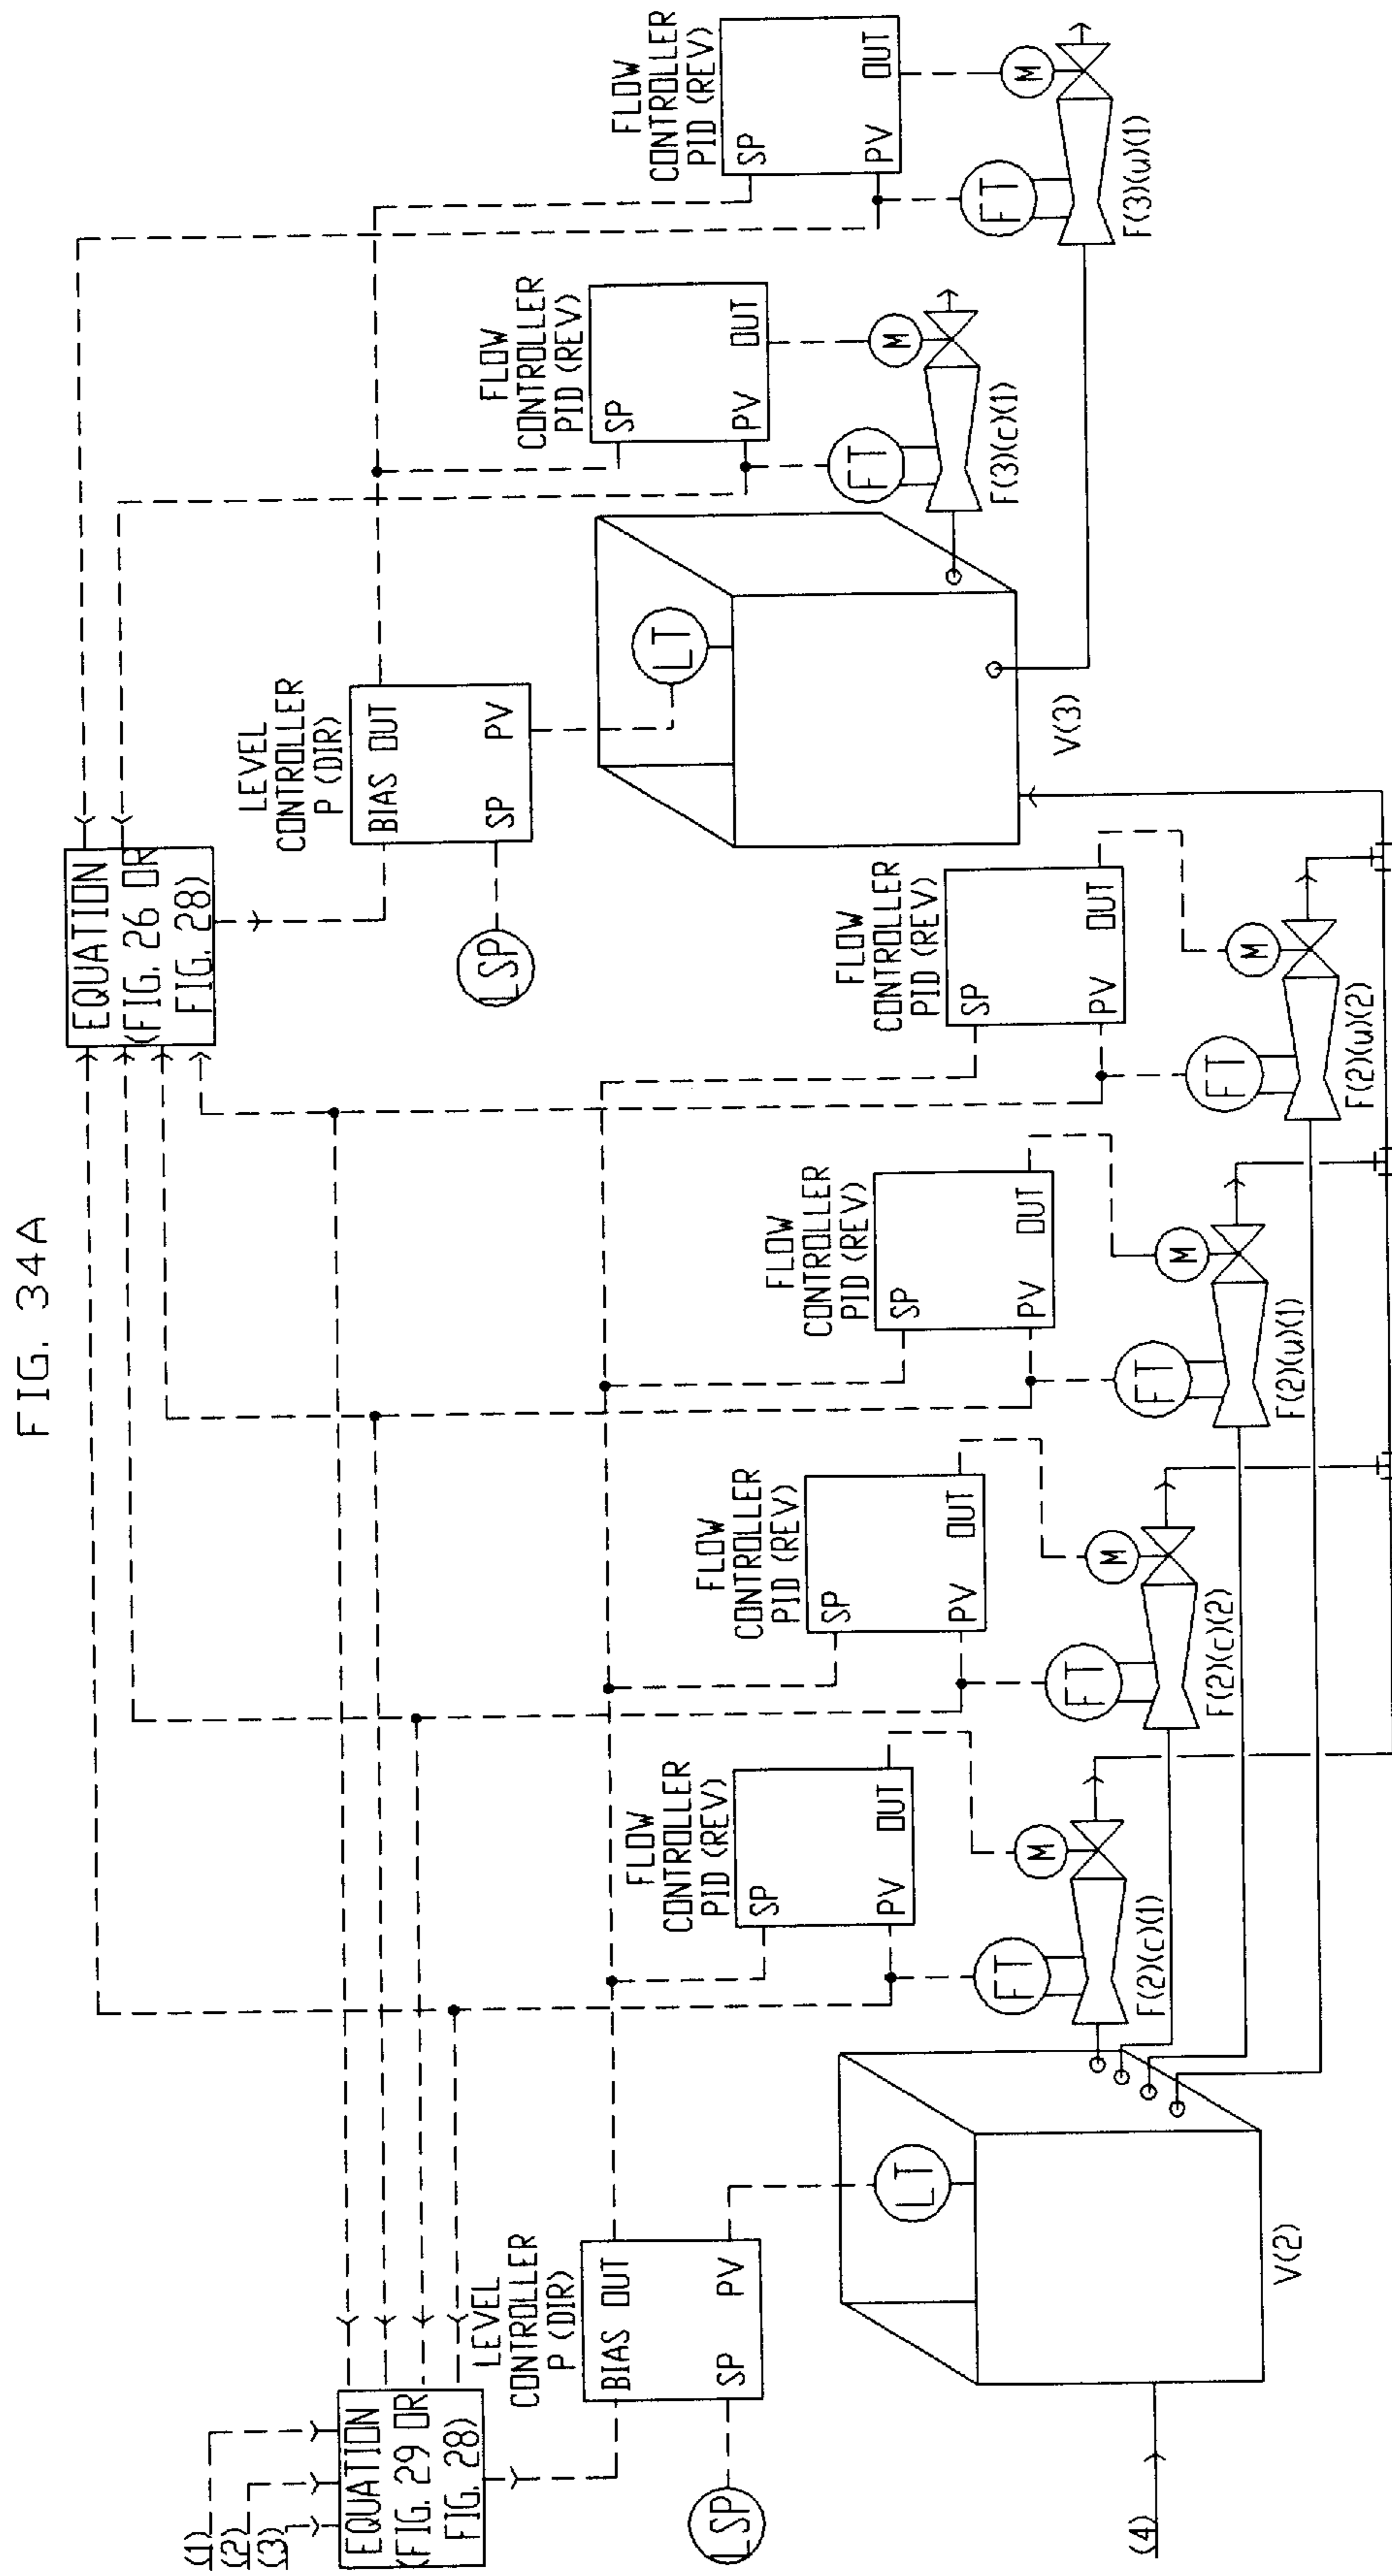 FIG. 34A
(1)
(2)
(3)
EQUATION
(FIG. 29 OR
FIG. 28)
LEVEL
CONTROLLER
P (DIR)
BIAS OUT
SP PV
LSP
LT
V(2)
(4)
FLOW
CONTROLLER
PID (REV)
SP
PV OUT
FT
M
F(2)(c)(1)
FLOW
CONTROLLER
PID (REV)
SP
PV OUT
FT
M
F(2)(c)(2)
FLOW
CONTROLLER
PID (REV)
SP
PV OUT
FT
M
F(2)(u)(1)
FLOW
CONTROLLER
PID (REV)
SP
PV OUT
FT
M
F(2)(u)(2)
EQUATION
(FIG. 26 OR
FIG. 28)
LEVEL
CONTROLLER
P (DIR)
BIAS OUT
SP PV
LSP
LT
V(3)
FLOW
CONTROLLER
PID (REV)
SP
PV OUT
FT
M
F(3)(c)(1)
FLOW
CONTROLLER
PID (REV)
SP
PV OUT
FT
M
F(3)(u)(1)